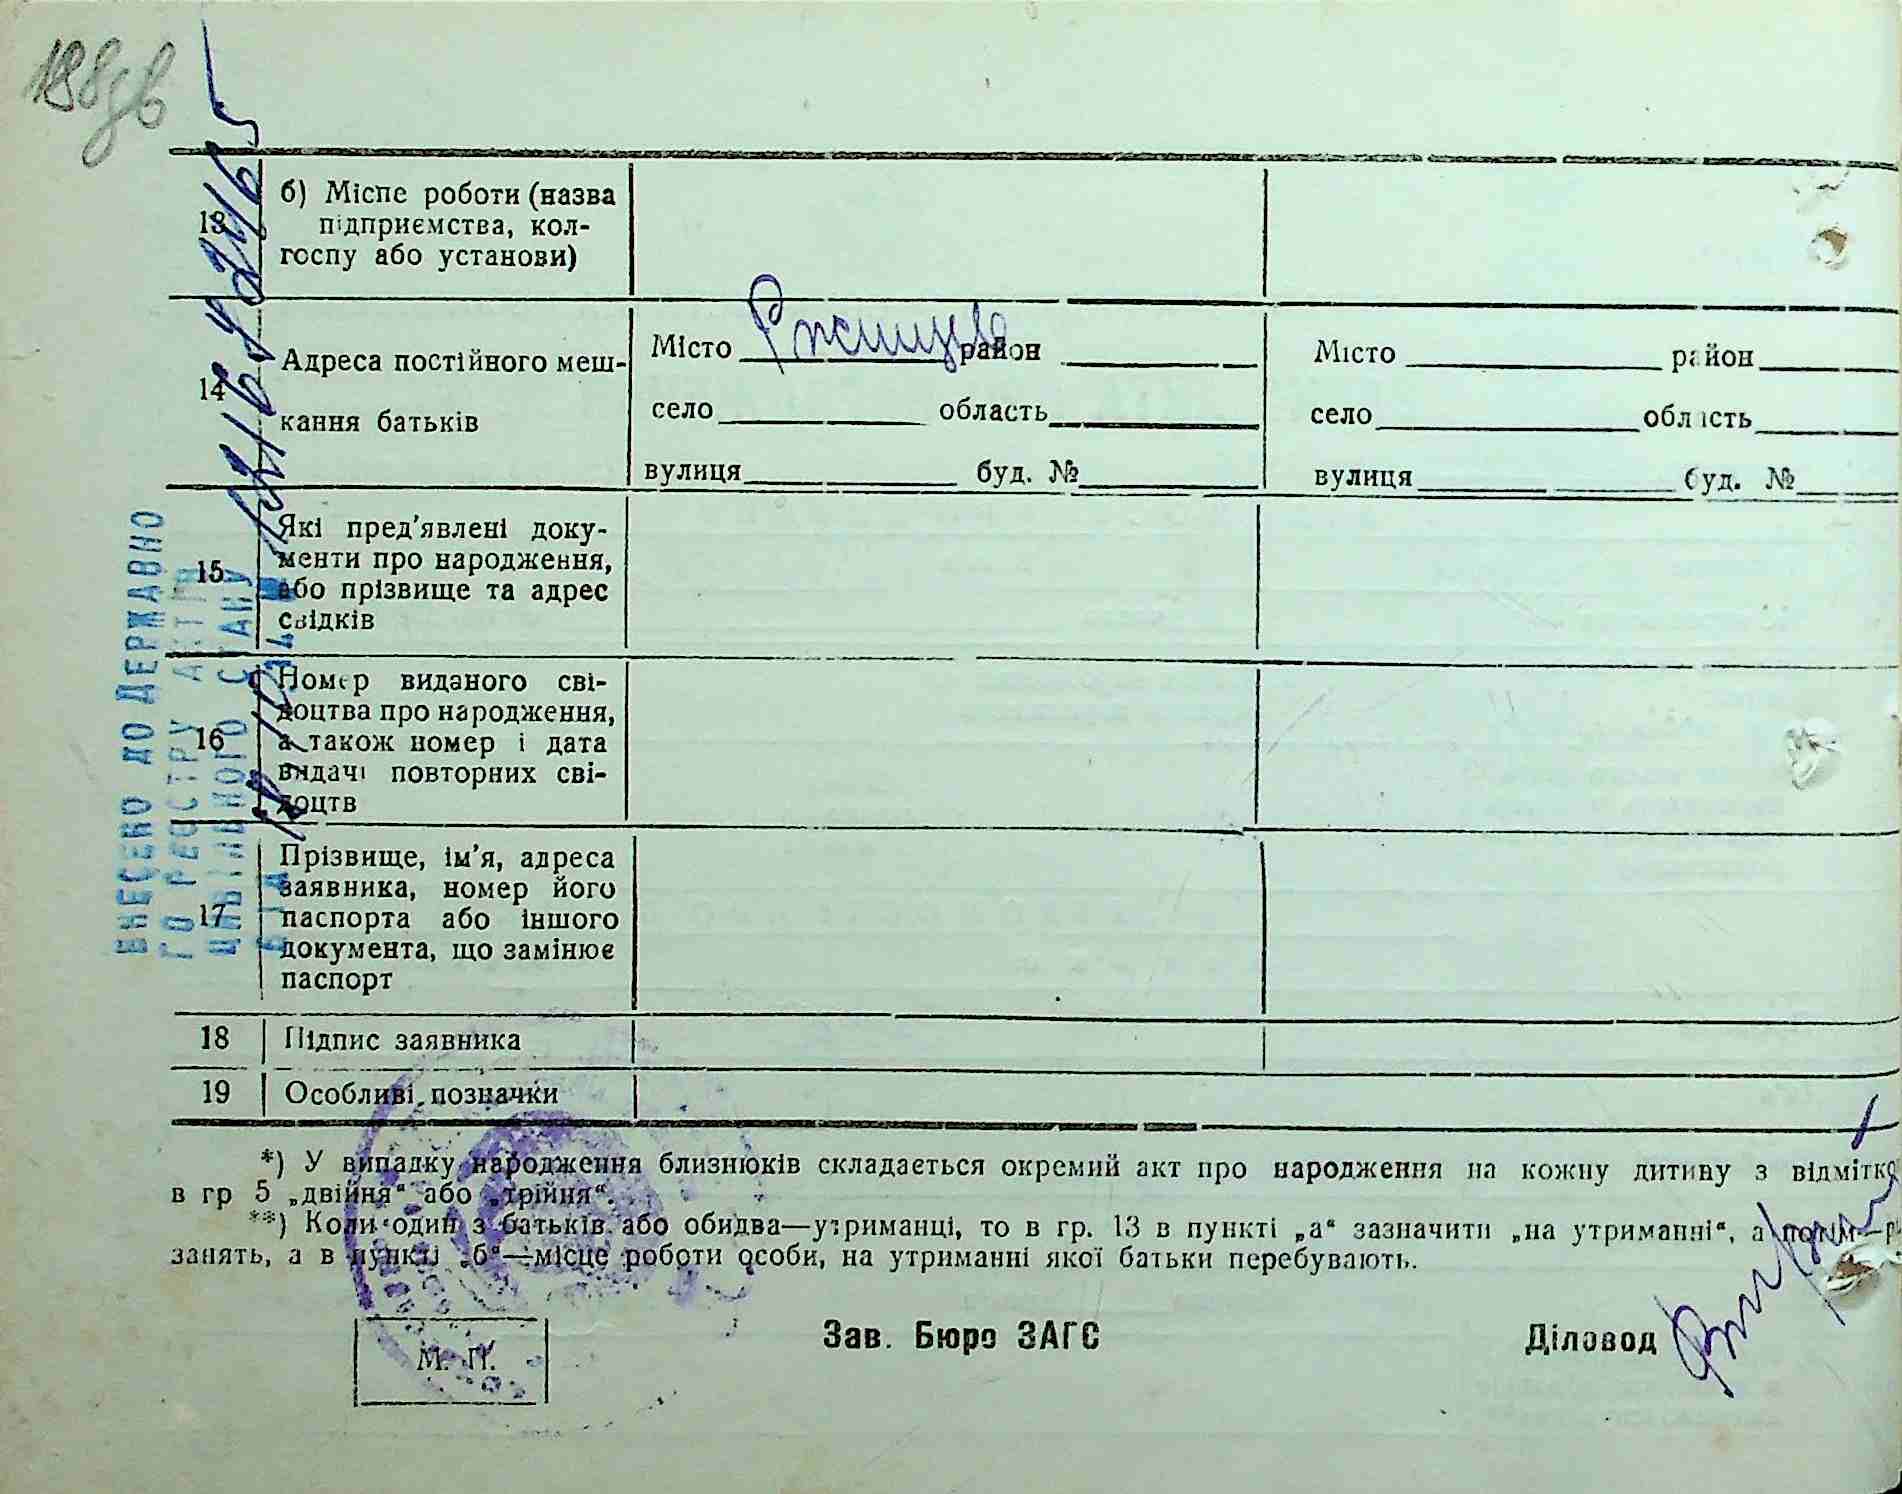 188зв
13
б) Місце роботи (назва
підприємства, кол-
госпу або установи)
14
Адреса постійного меш-
кання батьків
Місто Ржищів район
село область
вулиця буд. №
Місто район
село область
вулиця буд. №
15
Які пред'явлені доку-
менти про народження,
або прізвище та адрес
свідків
16
Номер виданого сві-
доцтва про народження,
а також номер і дата
видачі повторних сві-
доцтв
17
Прізвище, ім'я, адреса
заявника, номер його
паспорта або іншого
документа, що замінює
паспорт
18 Підпис заявника
19 Особливі позначки
*) У випадку народження близнюків складається окремий акт про народження на кожну дитину з відмітко
в гр 5 „двійня“ або „трійня“.
**) Коли один з батьків або обидва—утриманці, то в гр. 13 в пункті „а“ зазначити „на утриманні“, а потім—р
занять, а в пункті „б“—місце роботи особи, на утриманні якої батьки перебувають.
М. П.
Зав. Бюро ЗАГС
Діловод
ВНЕСЕНО ДО ДЕРЖАВНО
ГО РЕЄСТРУ АКТІВ
ЦИВІЛЬНОГО СТАНУ
ВІД